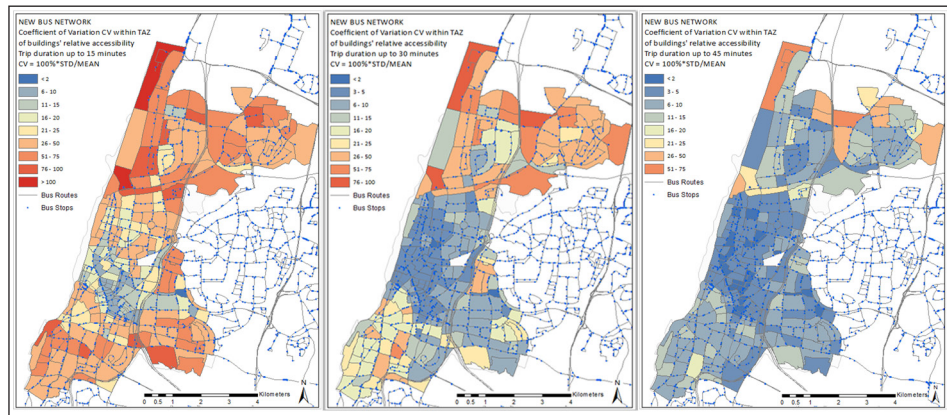 NEW BUS NETWORK
Coefficient of Variation CV within TAZ
of buildings' relative accessibility
Trip duration up to 15 minutes
CV = 100%*STD/MEAN
< 2
6 - 10
11 - 15
16 - 20
21 - 25
26 - 50
51 - 75
76 - 100
> 100
Bus Routes
Bus Stops
N
Kilometers
0 0.5 1 2 3 4
NEW BUS NETWORK
Coefficient of Variation CV within TAZ
of buildings' relative accessibility
Trip duration up to 30 minutes
CV = 100%*STD/MEAN
< 2
3 - 5
6 - 10
11 - 15
16 - 20
21 - 25
26 - 50
51 - 75
76 - 100
Bus Routes
Bus Stops
N
Kilometers
0 0.5 1 2 3 4
NEW BUS NETWORK
Coefficient of Variation CV within TAZ
of buildings' relative accessibility
Trip duration up to 45 minutes
CV = 100%*STD/MEAN
< 2
3 - 5
6 - 10
11 - 15
16 - 20
21 - 25
26 - 50
51 - 75
Bus Routes
Bus Stops
N
Kilometers
0 0.5 1 2 3 4